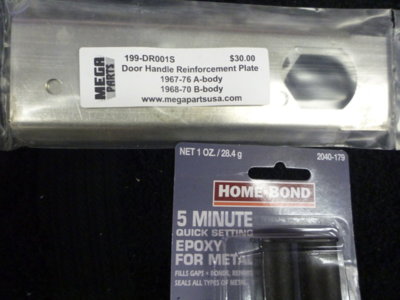 199-DR001S $30.00
Door Handle Reinforcement Plate
1967-76 A-body
1968-70 B-body
www.megapartsusa.com
MEGA
PARTS
NET 1 OZ. / 28.4 g 2040-179
HOME-BOND
5 MINUTE
QUICK SETTING
EPOXY
FOR METAL
FILLS GAPS • BONDS, REPAIRS
SEALS ALL TYPES OF METAL